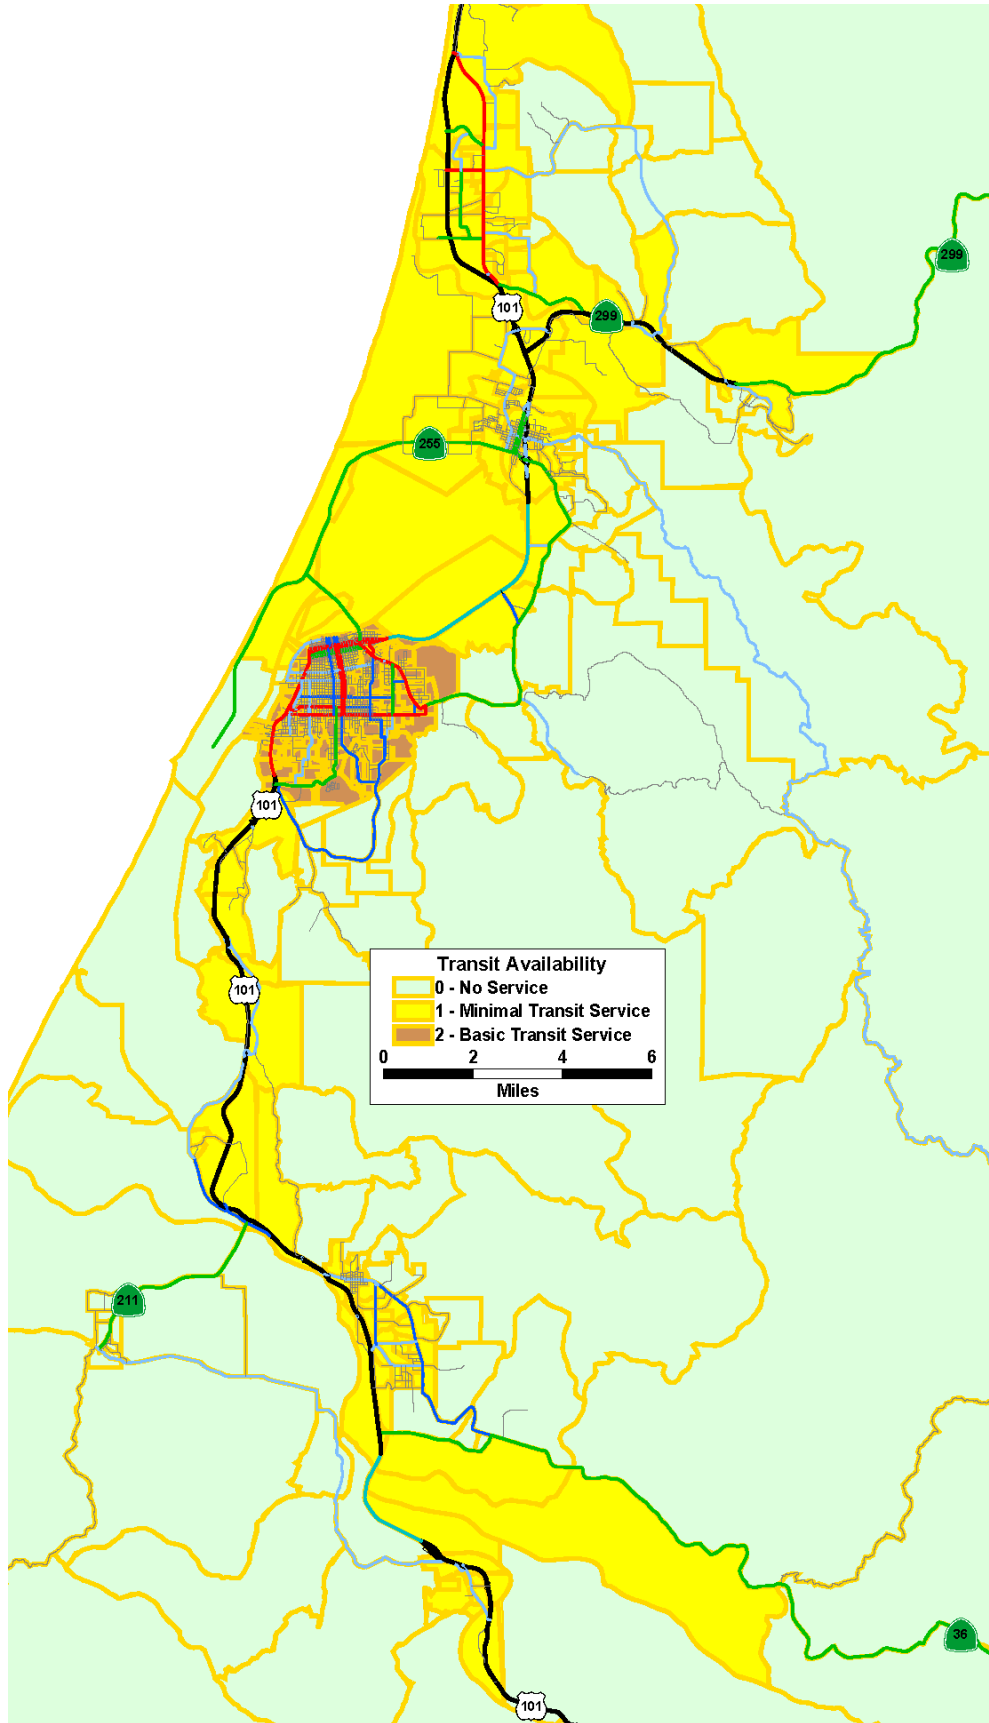 299
101
299
255
101
Transit Availability
0 - No Service
1 - Minimal Transit Service
2 - Basic Transit Service
0 2 4 6
Miles
101
211
36
101